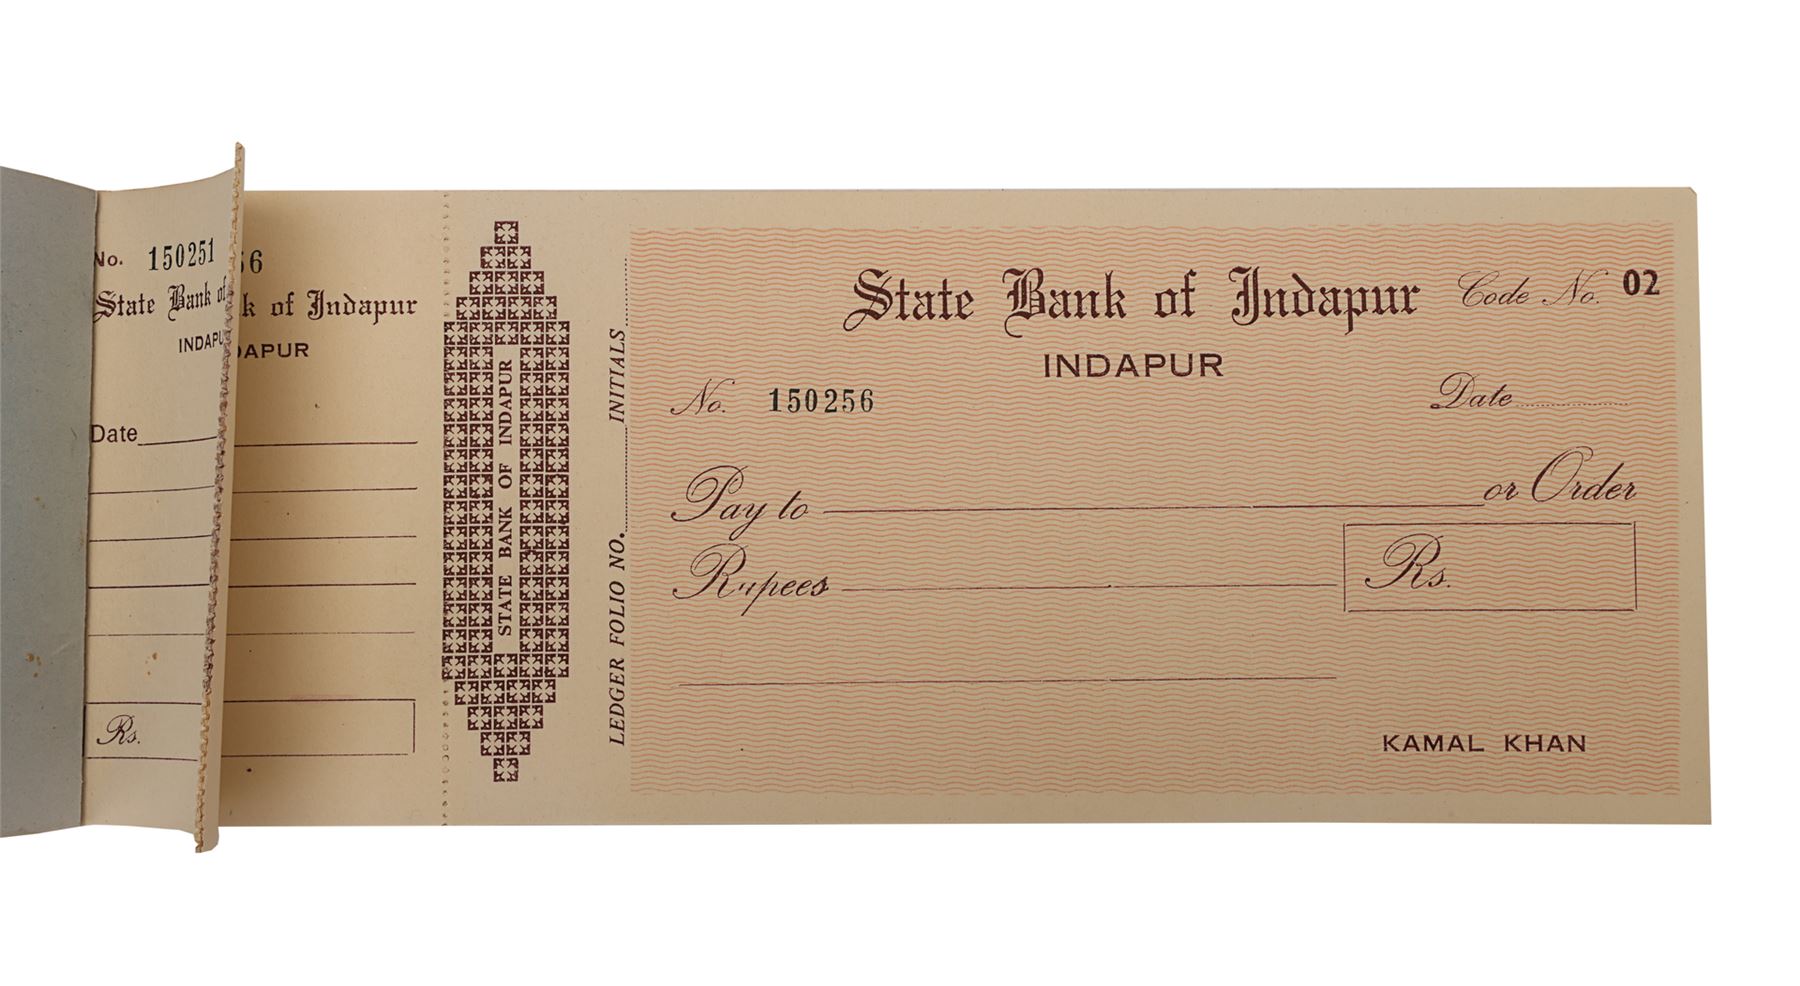 No. 150251
State Bank of
INDAPU
Date
Rs.
56
k of Indapur
DAPUR
STATE BANK OF INDAPUR
LEDGER FOLIO NO. INITIALS
State Bank of Indapur
Code No. 02
INDAPUR
No. 150256
Date
Pay to or Order
Rupees
Rs.
KAMAL KHAN